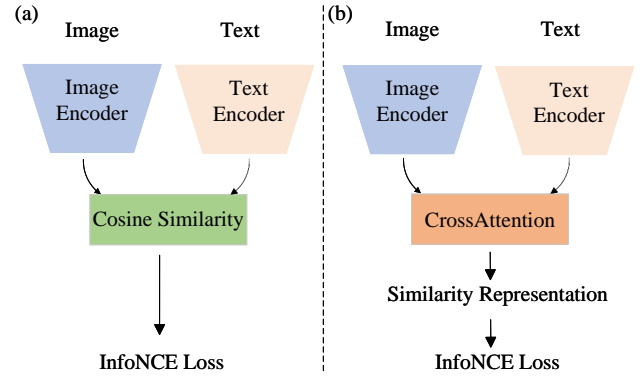 (a)
Image
Text
Image
Encoder
Text
Encoder
Cosine Similarity
InfoNCE Loss
(b)
Image
Text
Image
Encoder
Text
Encoder
CrossAttention
Similarity Representation
InfoNCE Loss